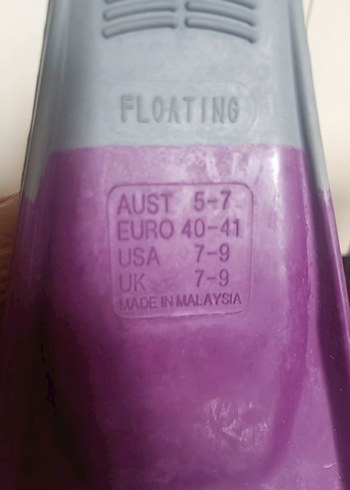 FLOATING
AUST 5-7
EURO 40-41
USA 7-9
UK 7-9
MADE IN MALAYSIA